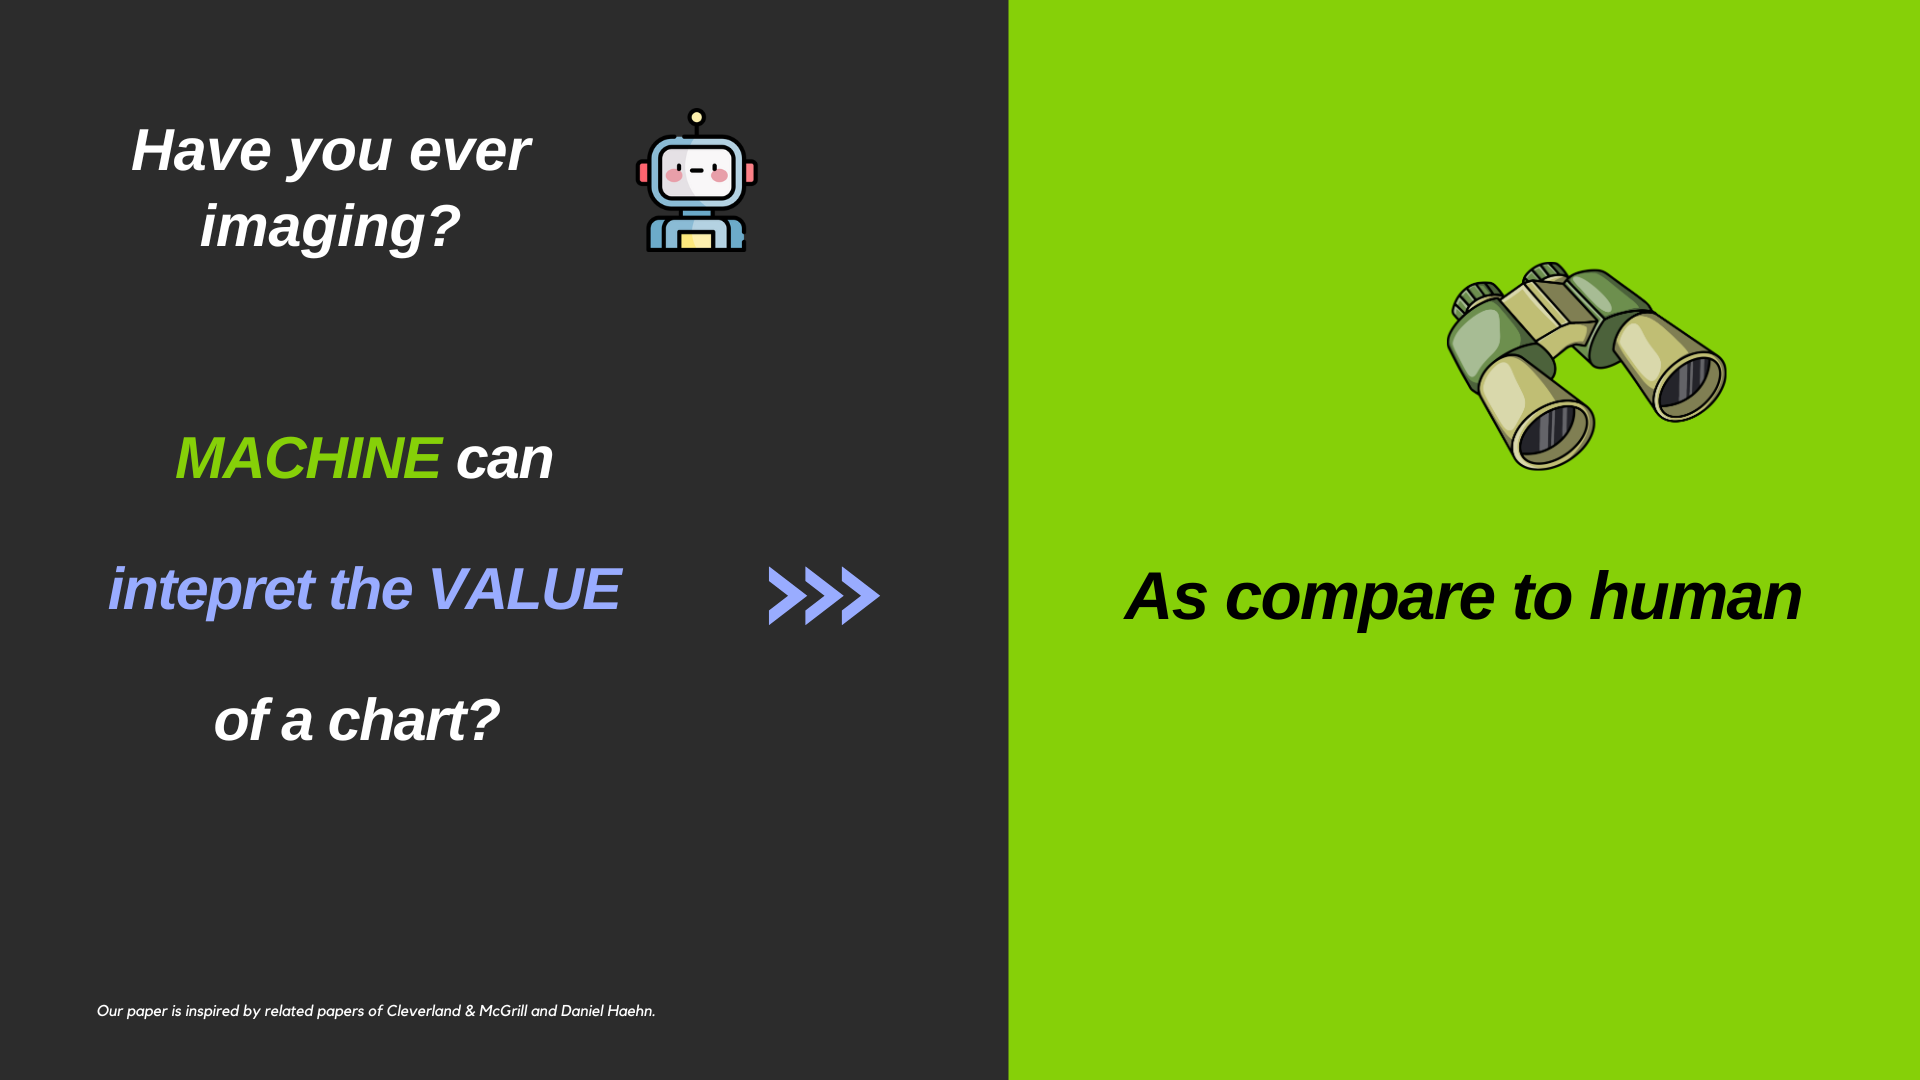 Have you ever
imaging?
MACHINE can
intepret the VALUE
of a chart?
As compare to human
Our paper is inspired by related papers of Cleverland & McGrill and Daniel Haehn.